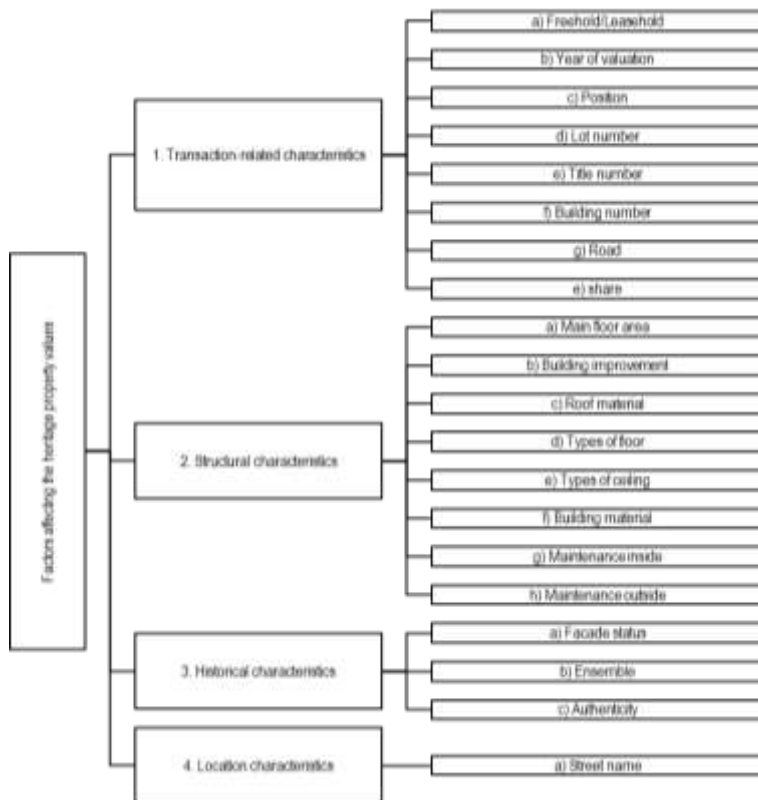 Factors affecting the heritage property values
1. Transaction-related characteristics
a) Freehold/Leasehold
b) Year of valuation
c) Position
d) Lot number
e) Title number
f) Building number
g) Road
e) share
2. Structural characteristics
a) Main floor area
b) Building improvement
c) Roof material
d) Types of floor
e) Types of ceiling
f) Building material
g) Maintenance inside
h) Maintenance outside
3. Historical characteristics
a) Facade status
b) Ensemble
c) Authenticity
4. Location characteristics
a) Street name